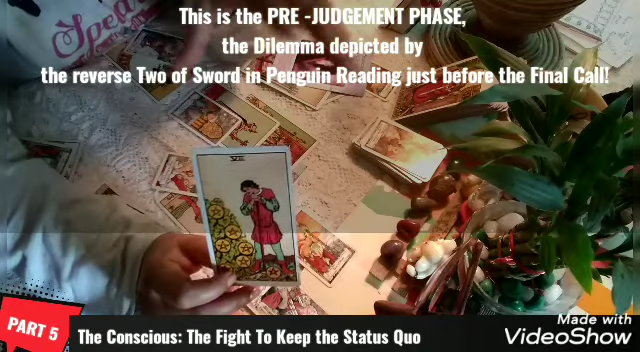 This is the PRE -JUDGEMENT PHASE,
the Dilemma depicted by
the reverse Two of Sword in Penguin Reading just before the Final Call!
VII
PART 5
The Conscious: The Fight To Keep the Status Quo
Made with
VideoShow